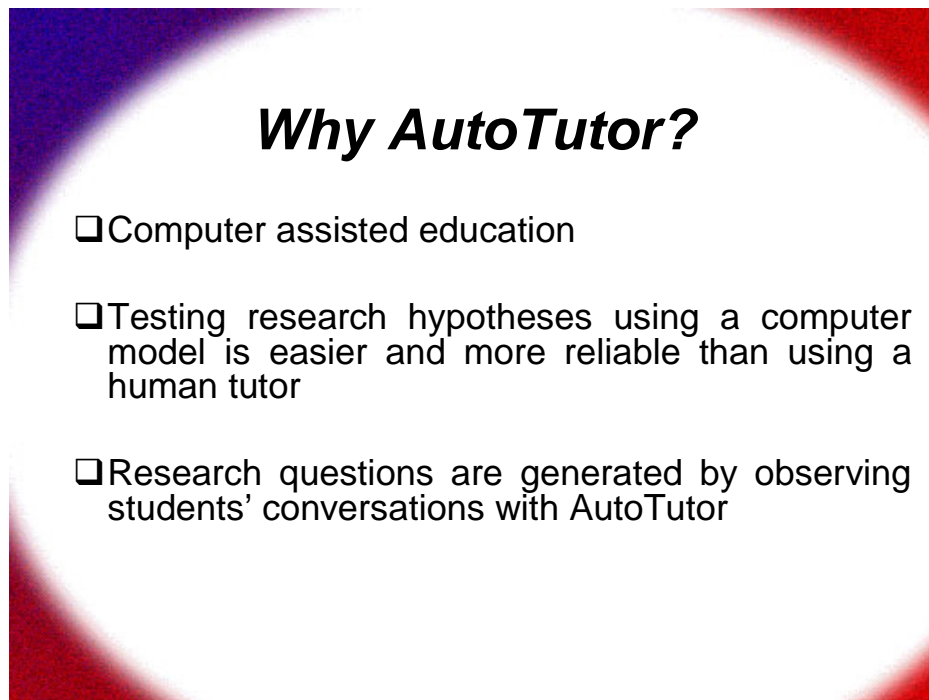 Why AutoTutor?
❑Computer assisted education
❑Testing research hypotheses using a computer
model is easier and more reliable than using a
human tutor
❑Research questions are generated by observing
students’ conversations with AutoTutor